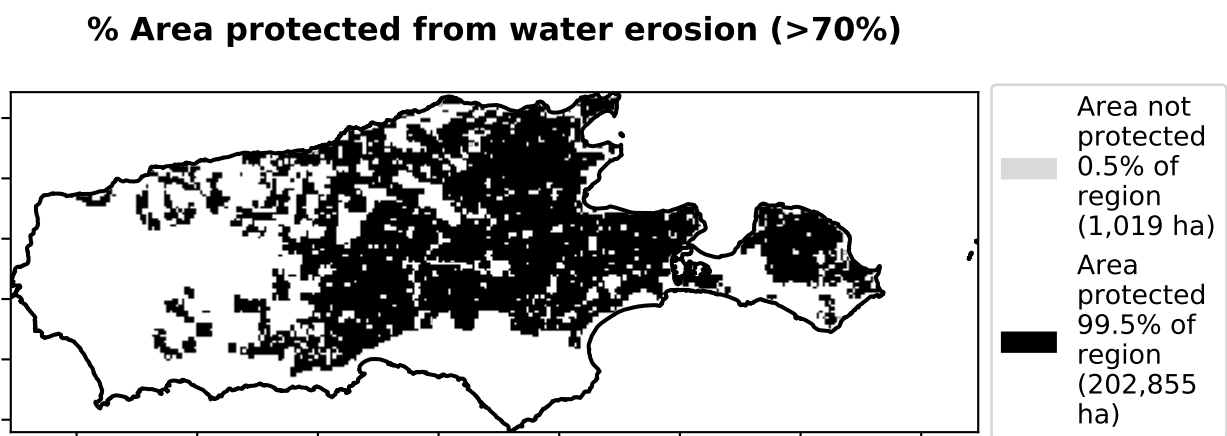 % Area protected from water erosion (>70%)
Area not
protected
0.5% of
region
(1,019 ha)
Area
protected
99.5% of
region
(202,855
ha)